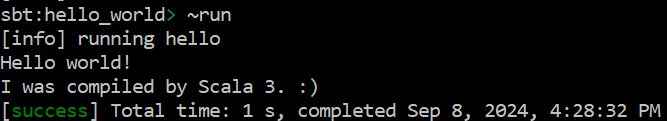 sbt:hello_world> ~run
[info] running hello
Hello world!
I was compiled by Scala 3. :)
[success] Total time: 1 s, completed Sep 8, 2024, 4:28:32 PM